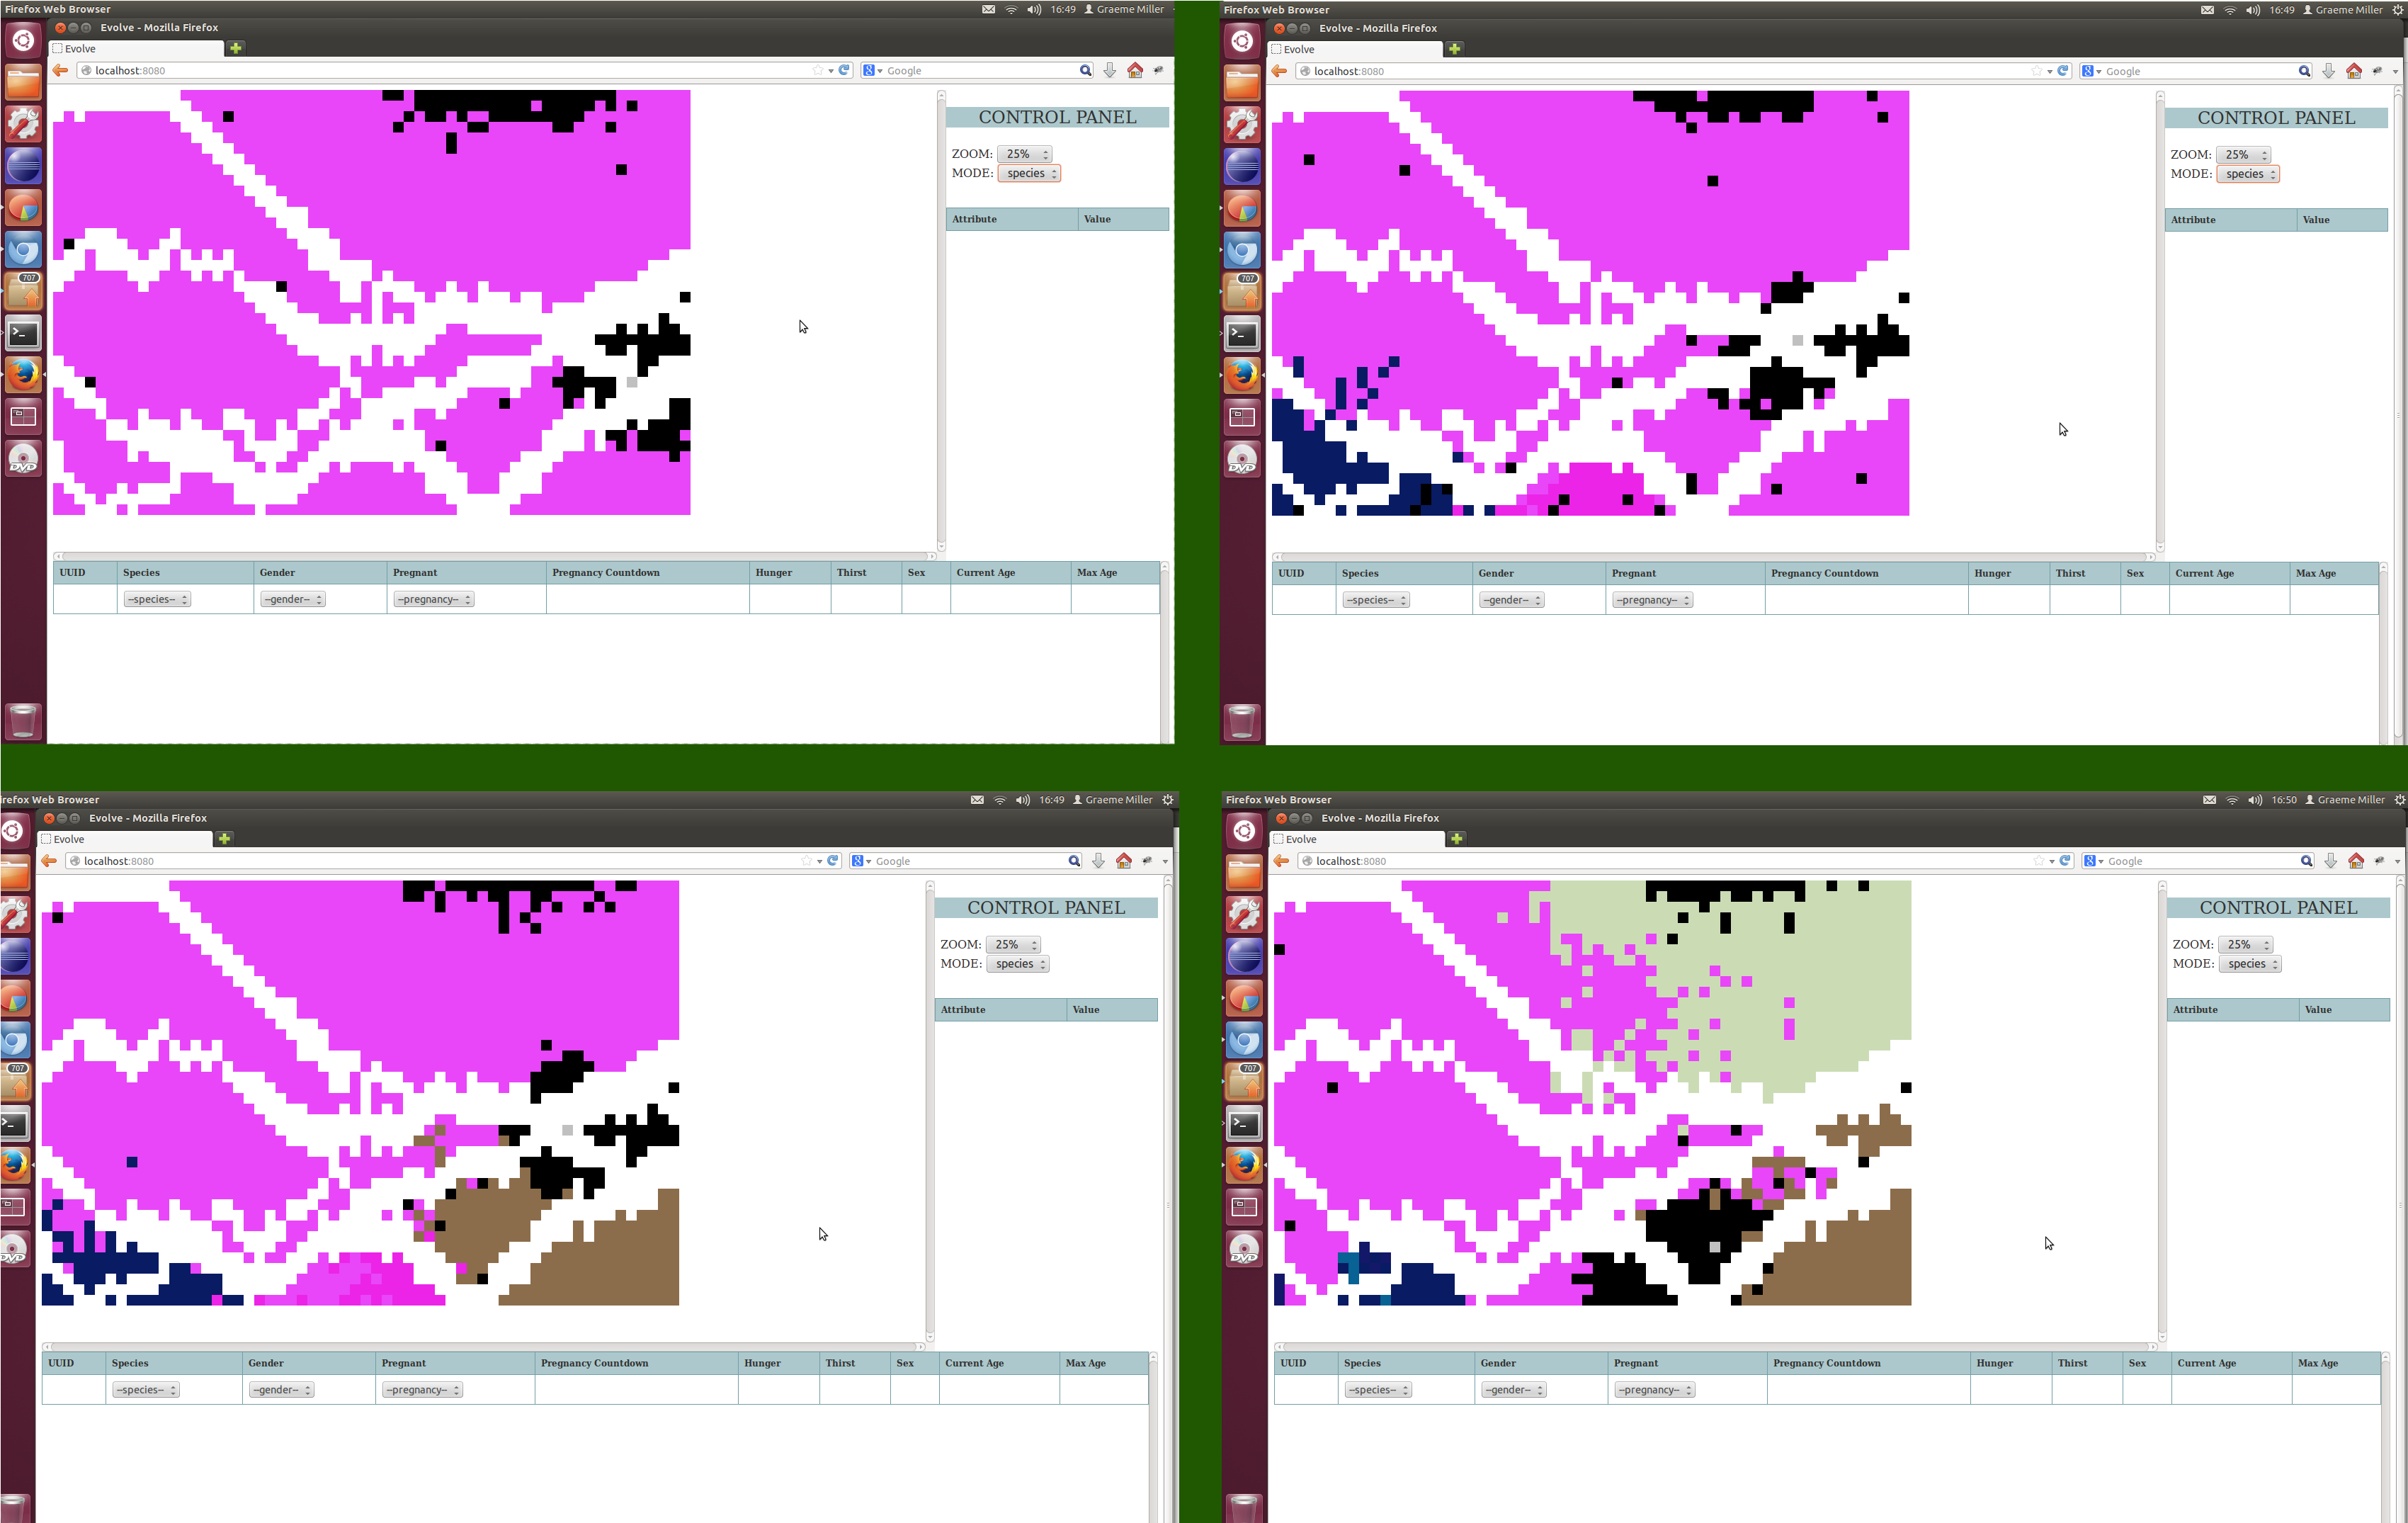 Firefox Web Browser 16:49 Graeme Miller
Evolve - Mozilla Firefox
Evolve
localhost:8080 Google
CONTROL PANEL
ZOOM: 25%
MODE: species
Attribute Value
707
DVD
UUID Species Gender Pregnant Pregnancy Countdown Hunger Thirst Sex Current Age Max Age
--species-- --gender-- --pregnancy--
Firefox Web Browser 16:49 Graeme Miller
Evolve - Mozilla Firefox
Evolve
localhost:8080 Google
CONTROL PANEL
ZOOM: 25%
MODE: species
Attribute Value
707
DVD
UUID Species Gender Pregnant Pregnancy Countdown Hunger Thirst Sex Current Age Max Age
--species-- --gender-- --pregnancy--
irefox Web Browser 16:49 Graeme Miller
Evolve - Mozilla Firefox
Evolve
localhost:8080 Google
CONTROL PANEL
ZOOM: 25%
MODE: species
Attribute Value
707
DVD
UUID Species Gender Pregnant Pregnancy Countdown Hunger Thirst Sex Current Age Max Age
--species-- --gender-- --pregnancy--
Firefox Web Browser 16:50 Graeme Miller
Evolve - Mozilla Firefox
Evolve
localhost:8080 Google
CONTROL PANEL
ZOOM: 25%
MODE: species
Attribute Value
707
DVD
UUID Species Gender Pregnant Pregnancy Countdown Hunger Thirst Sex Current Age Max Age
--species-- --gender-- --pregnancy--